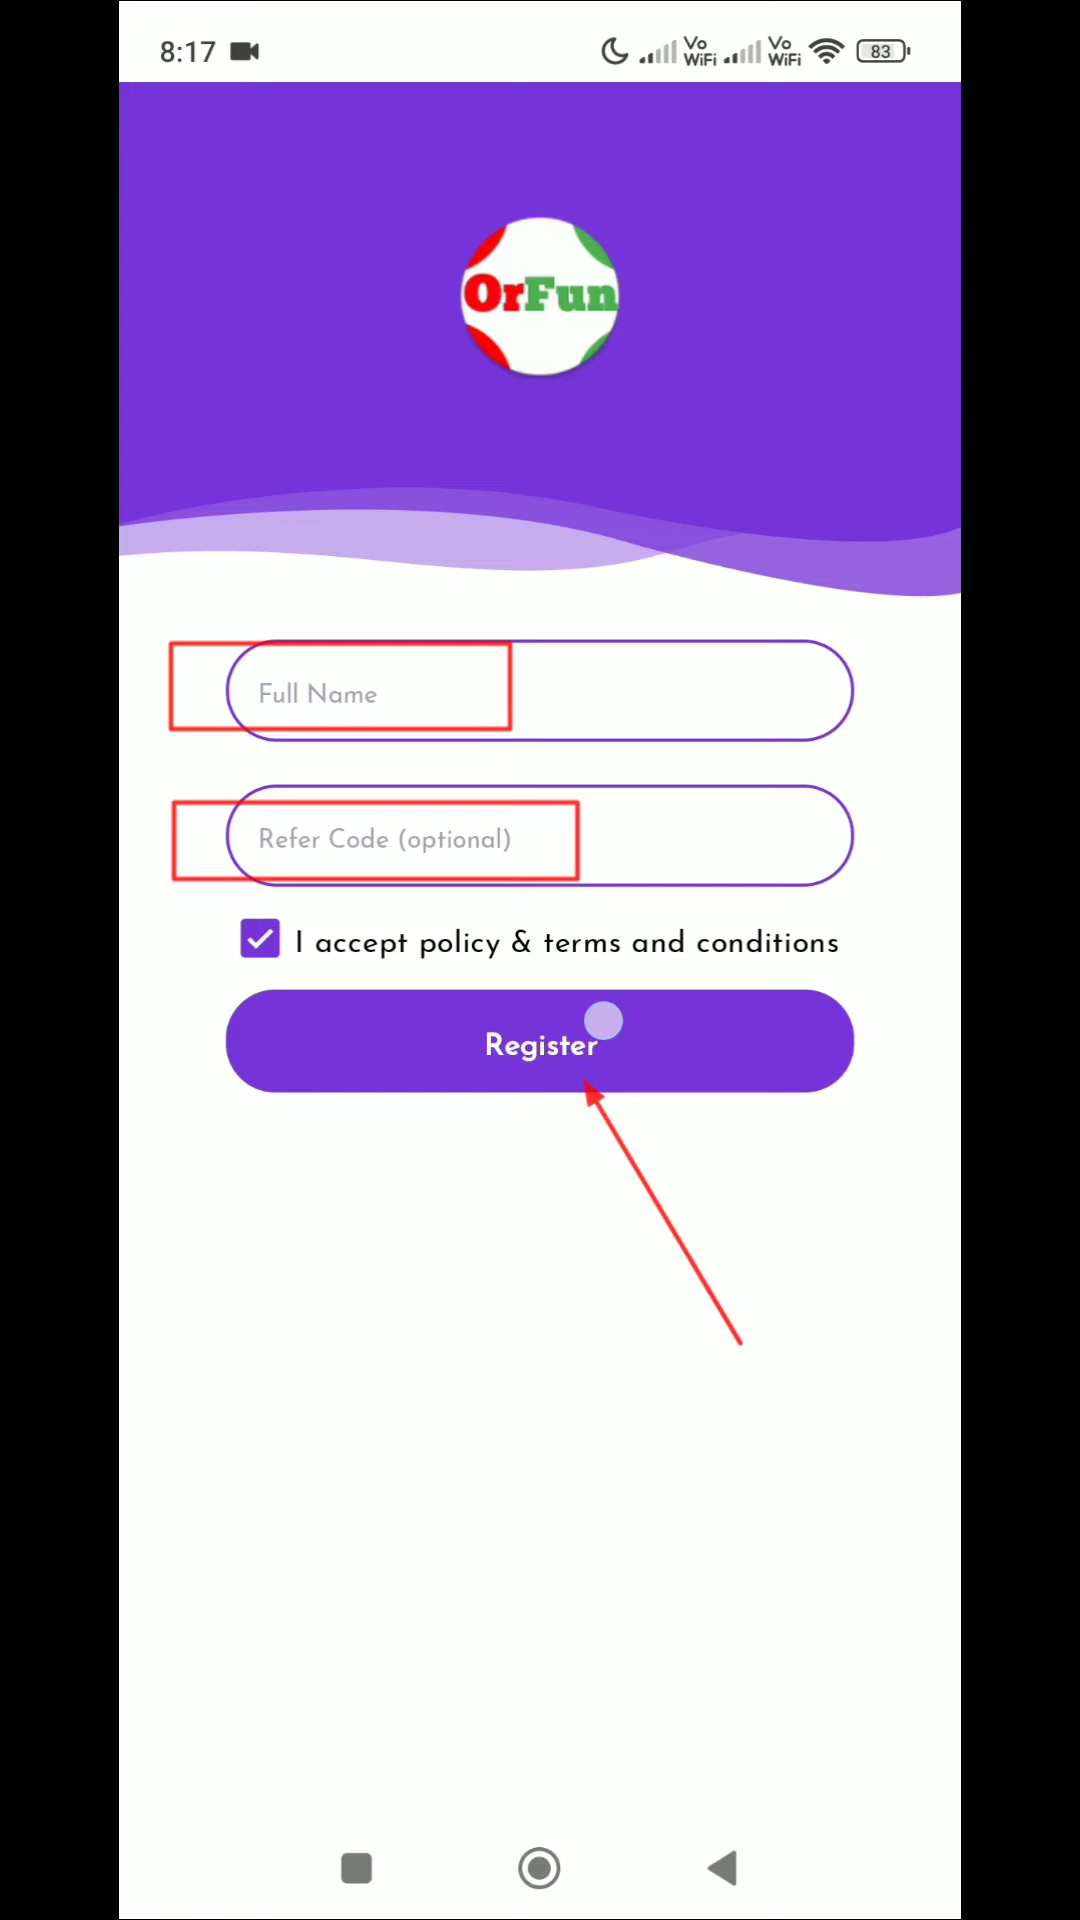 8:17
Vo
WiFi
Vo
WiFi
83
OrFun
Full Name
Refer Code (optional)
I accept policy & terms and conditions
Register